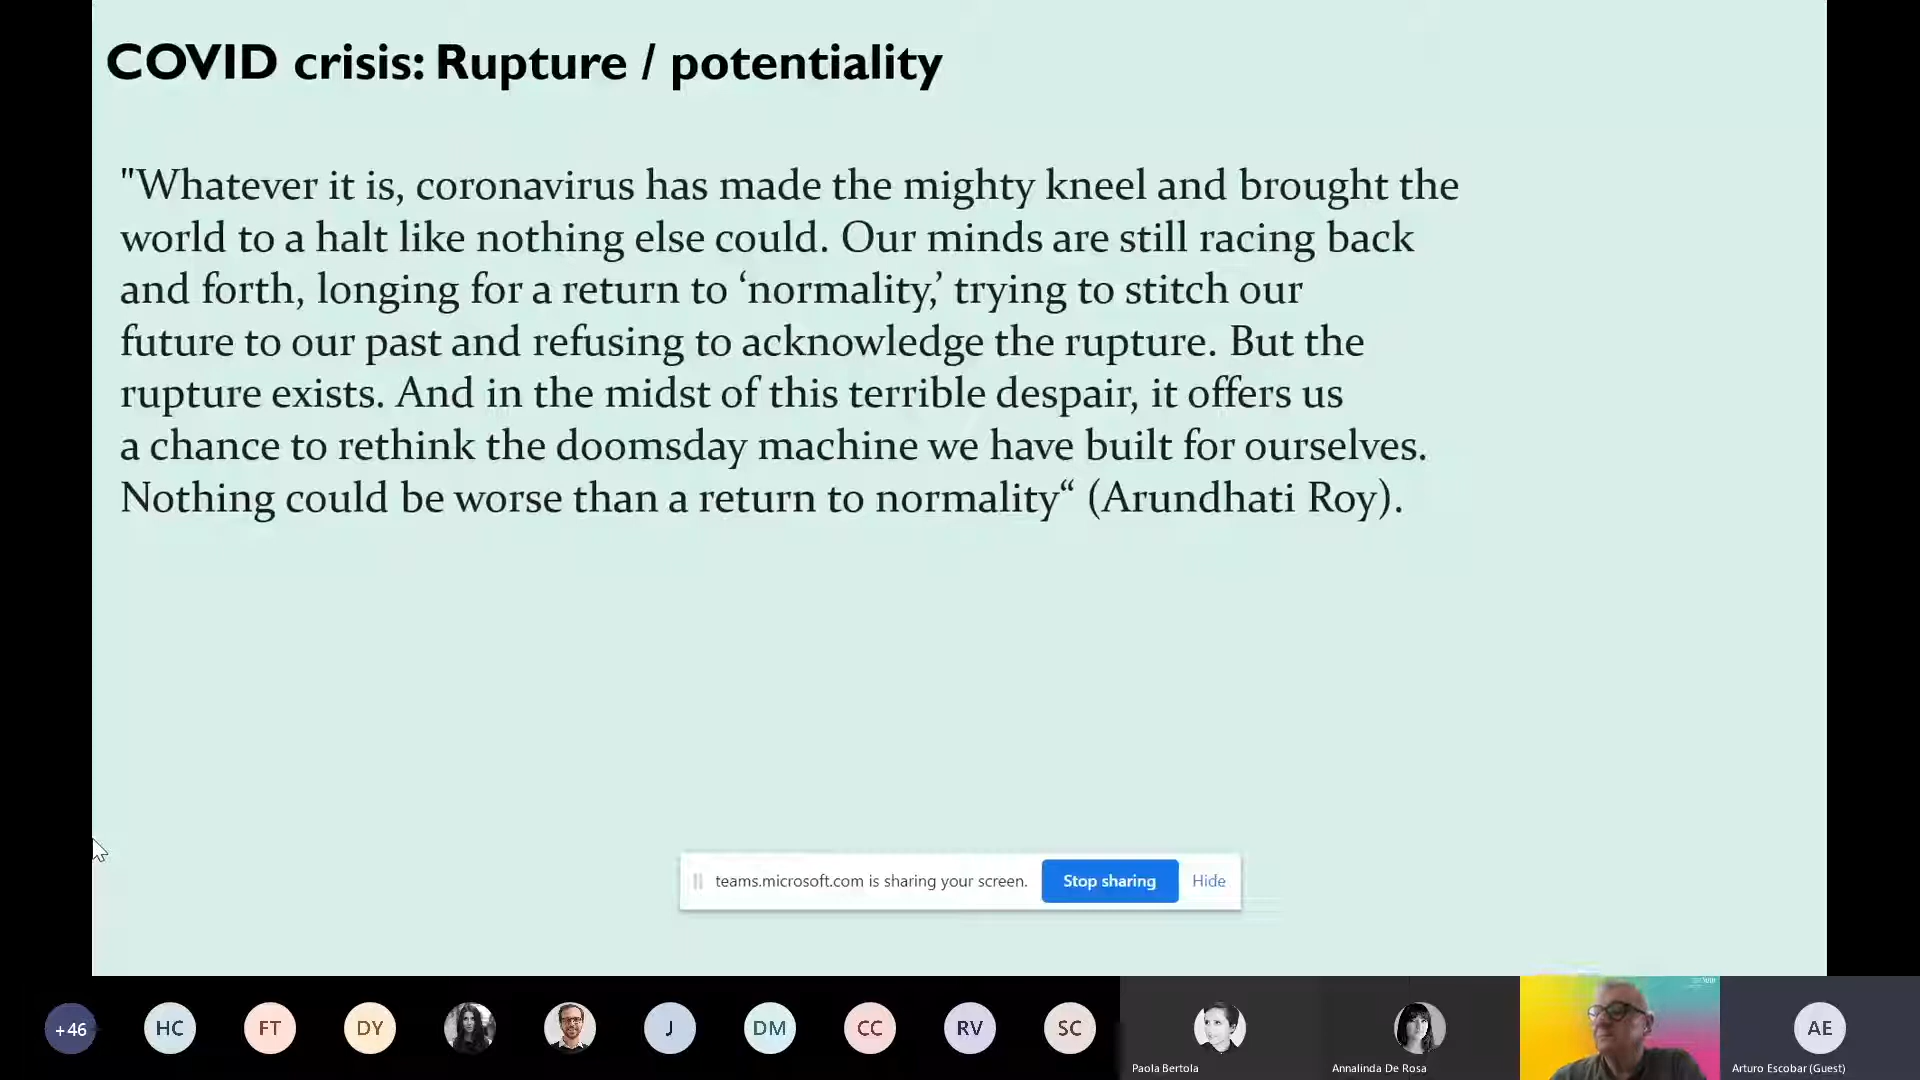 COVID crisis: Rupture / potentiality
"Whatever it is, coronavirus has made the mighty kneel and brought the
world to a halt like nothing else could. Our minds are still racing back
and forth, longing for a return to ‘normality,’ trying to stitch our
future to our past and refusing to acknowledge the rupture. But the
rupture exists. And in the midst of this terrible despair, it offers us
a chance to rethink the doomsday machine we have built for ourselves.
Nothing could be worse than a return to normality“ (Arundhati Roy).
teams.microsoft.com is sharing your screen. Stop sharing Hide
+46 HC FT DY J DM CC RV SC AE
Paola Bertola Annalinda De Rosa Arturo Escobar (Guest)